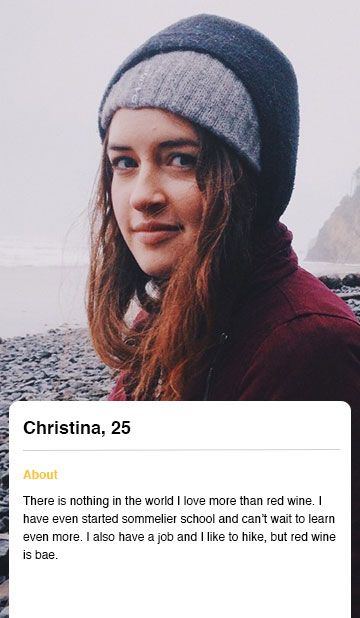 Christina, 25
About
There is nothing in the world I love more than red wine. I
have even started sommelier school and can't wait to learn
even more. I also have a job and I like to hike, but red wine
is bae.